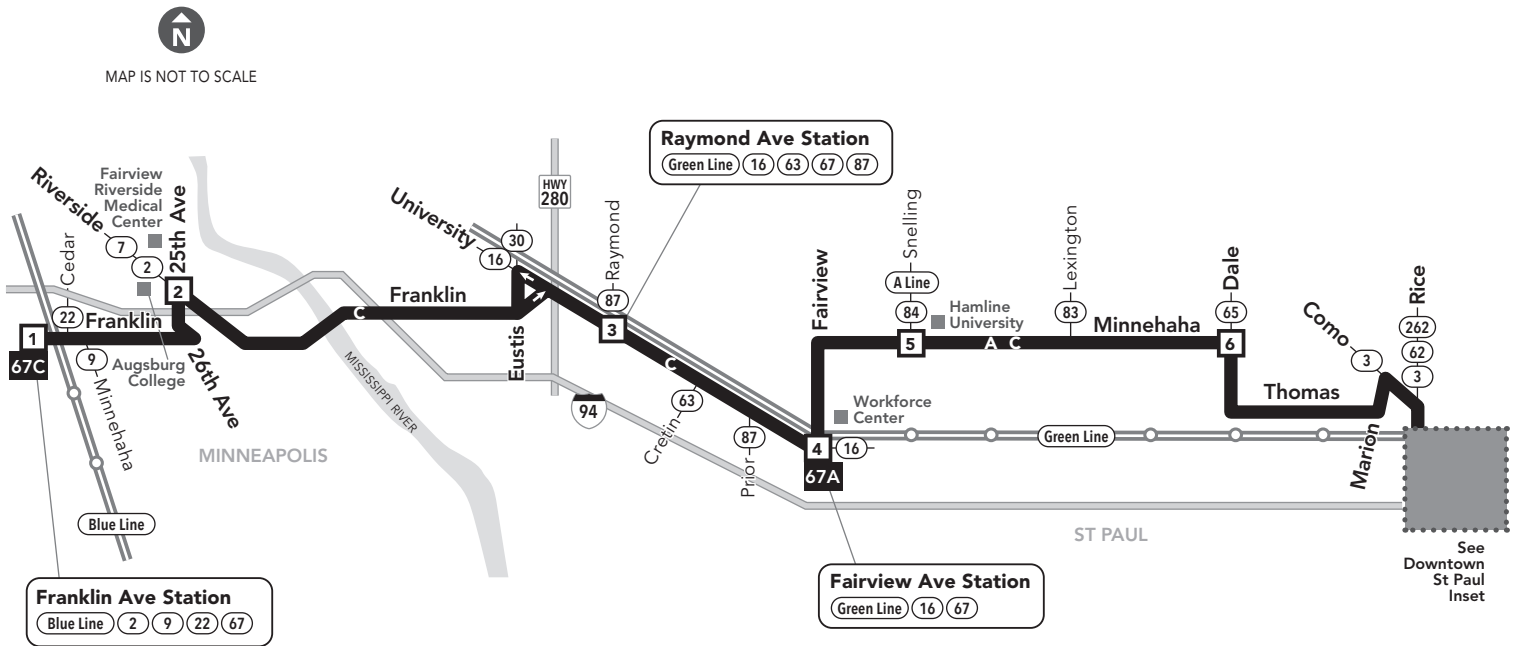 N
MAP IS NOT TO SCALE
Raymond Ave Station
Green Line 16 63 67 87
Fairview
Riverside
Medical
Center
Riverside
7
2
25th Ave
2
Cedar
22
1
67C
Franklin
9
Minnehaha
Augsburg
College
26th Ave
MINNEAPOLIS
Blue Line
Franklin Ave Station
Blue Line 2 9 22 67
C
Franklin
MISSISSIPPI RIVER
University
16
30
HWY
280
Eustis
94
Raymond
87
3
C
63
Cretin
87
Prior
Fairview
4
67A
16
Workforce
Center
Fairview Ave Station
Green Line 16 67
Snelling
A Line
84
5
Hamline
University
A C
Lexington
83
Minnehaha
Dale
65
6
Green Line
Thomas
Como
3
Marion
Rice
262
62
3
ST PAUL
See
Downtown
St Paul
Inset